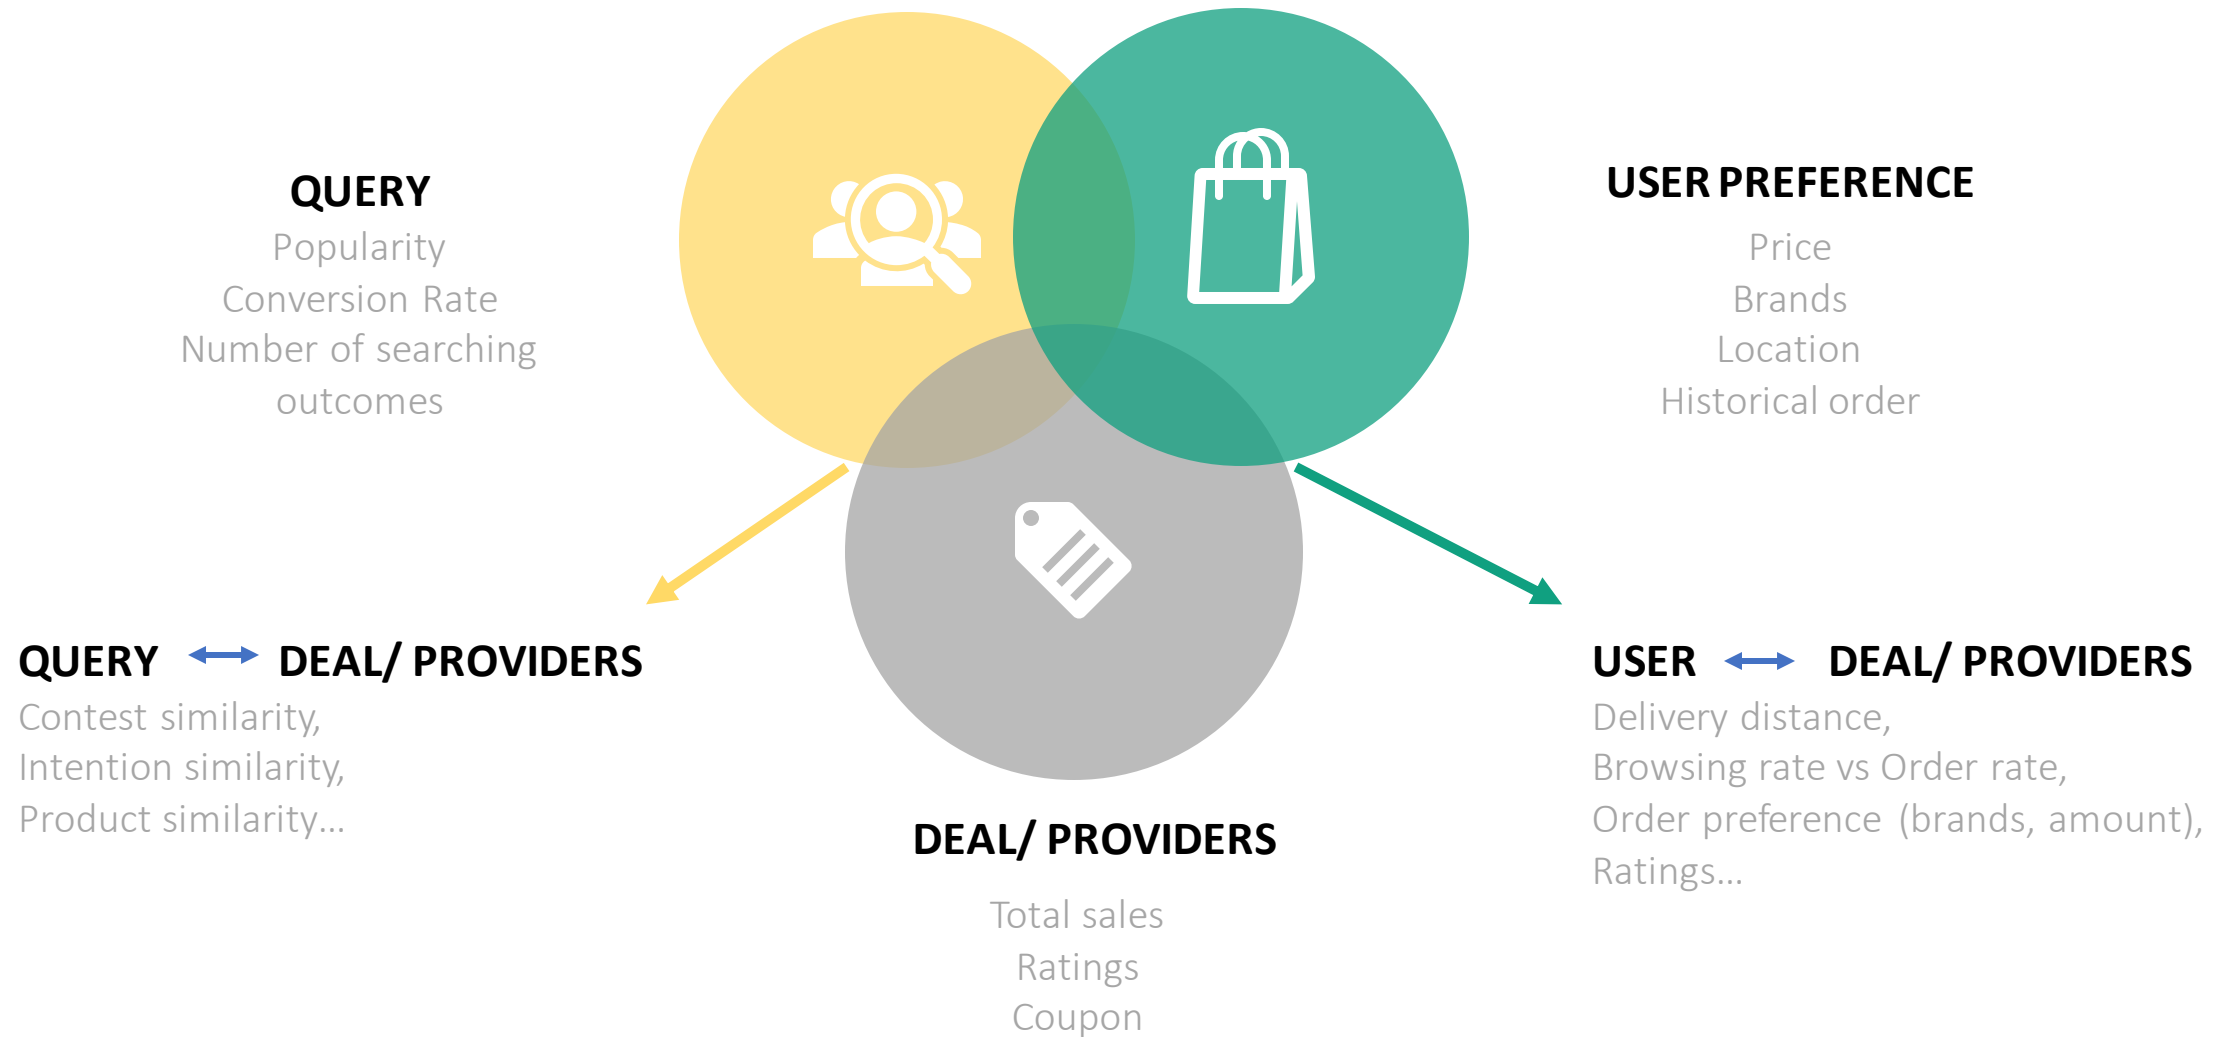 QUERY
Popularity
Conversion Rate
Number of searching
outcomes
USER PREFERENCE
Price
Brands
Location
Historical order
QUERY DEAL/ PROVIDERS
Contest similarity,
Intention similarity,
Product similarity...
DEAL/ PROVIDERS
Total sales
Ratings
Coupon
USER DEAL/ PROVIDERS
Delivery distance,
Browsing rate vs Order rate,
Order preference (brands, amount),
Ratings...